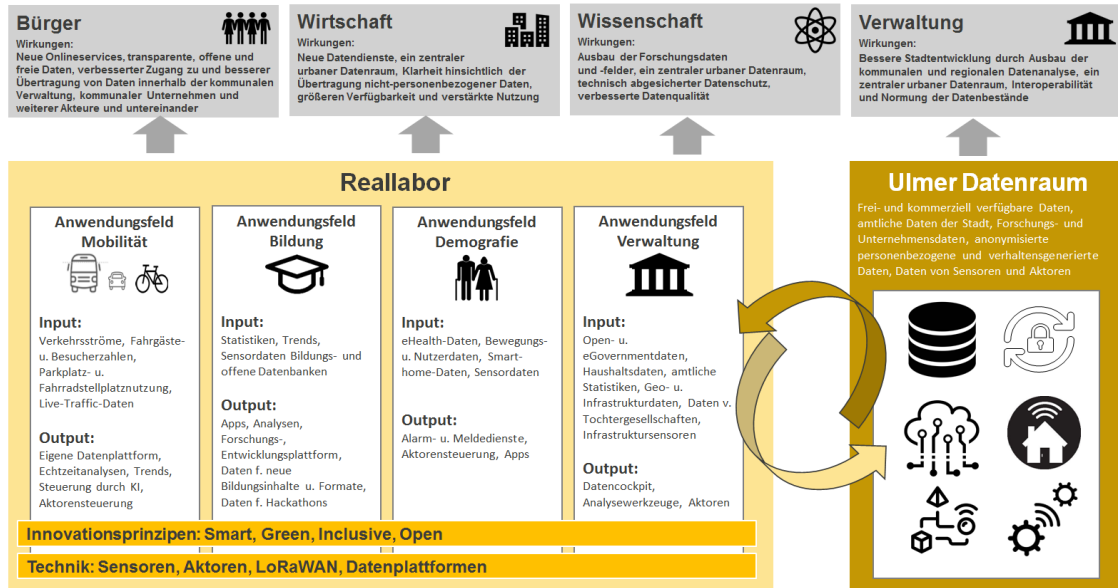 Bürger
Wirkungen:
Neue Onlineservices, transparente, offene und
freie Daten, verbesserter Zugang zu und besserer
Übertragung von Daten innerhalb der kommunalen
Verwaltung, kommunaler Unternehmen und
weiterer Akteure und untereinander
Wirtschaft
Wirkungen:
Neue Datendienste, ein zentraler
urbaner Datenraum, Klarheit hinsichtlich der
Übertragung nicht-personenbezogener Daten,
größeren Verfügbarkeit und verstärkte Nutzung
Wissenschaft
Wirkungen:
Ausbau der Forschungsdaten
und -felder, ein zentraler urbaner Datenraum,
technisch abgesicherter Datenschutz,
verbesserte Datenqualität
Verwaltung
Wirkungen:
Bessere Stadtentwicklung durch Ausbau der
kommunalen und regionalen Datenanalyse, ein
zentraler urbaner Datenraum, Interoperabilität
und Normung der Datenbestände
Reallabor
Anwendungsfeld
Mobilität
Input:
Verkehrsströme, Fahrgäste-
u. Besucherzahlen,
Parkplatz- u.
Fahrradstellplatznutzung,
Live-Traffic-Daten
Output:
Eigene Datenplattform,
Echtzeitanalysen, Trends,
Steuerung durch KI,
Aktorensteuerung
Anwendungsfeld
Bildung
Input:
Statistiken, Trends,
Sensordaten Bildungs- und
offene Datenbanken
Output:
Apps, Analysen,
Forschungs-,
Entwicklungsplattform,
Daten f. neue
Bildungsinhalte u. Formate,
Daten f. Hackathons
Anwendungsfeld
Demografie
Input:
eHealth-Daten, Bewegungs-
u. Nutzerdaten, Smart-
home-Daten, Sensordaten
Output:
Alarm- u. Meldedienste,
Aktorensteuerung, Apps
Anwendungsfeld
Verwaltung
Input:
Open- u.
eGovernmentdaten,
Haushaltsdaten, amtliche
Statistiken, Geo- u.
Infrastrukturdaten, Daten v.
Tochtergesellschaften,
Infrastruktursensoren
Output:
Datencockpit,
Analysewerkzeuge, Aktoren
Innovationsprinzipen: Smart, Green, Inclusive, Open
Technik: Sensoren, Aktoren, LoRaWAN, Datenplattformen
Ulmer Datenraum
Frei- und kommerziell verfügbare Daten,
amtliche Daten der Stadt, Forschungs- und
Unternehmensdaten, anonymisierte
personenbezogene und verhaltensgenerierte
Daten, Daten von Sensoren und Aktoren